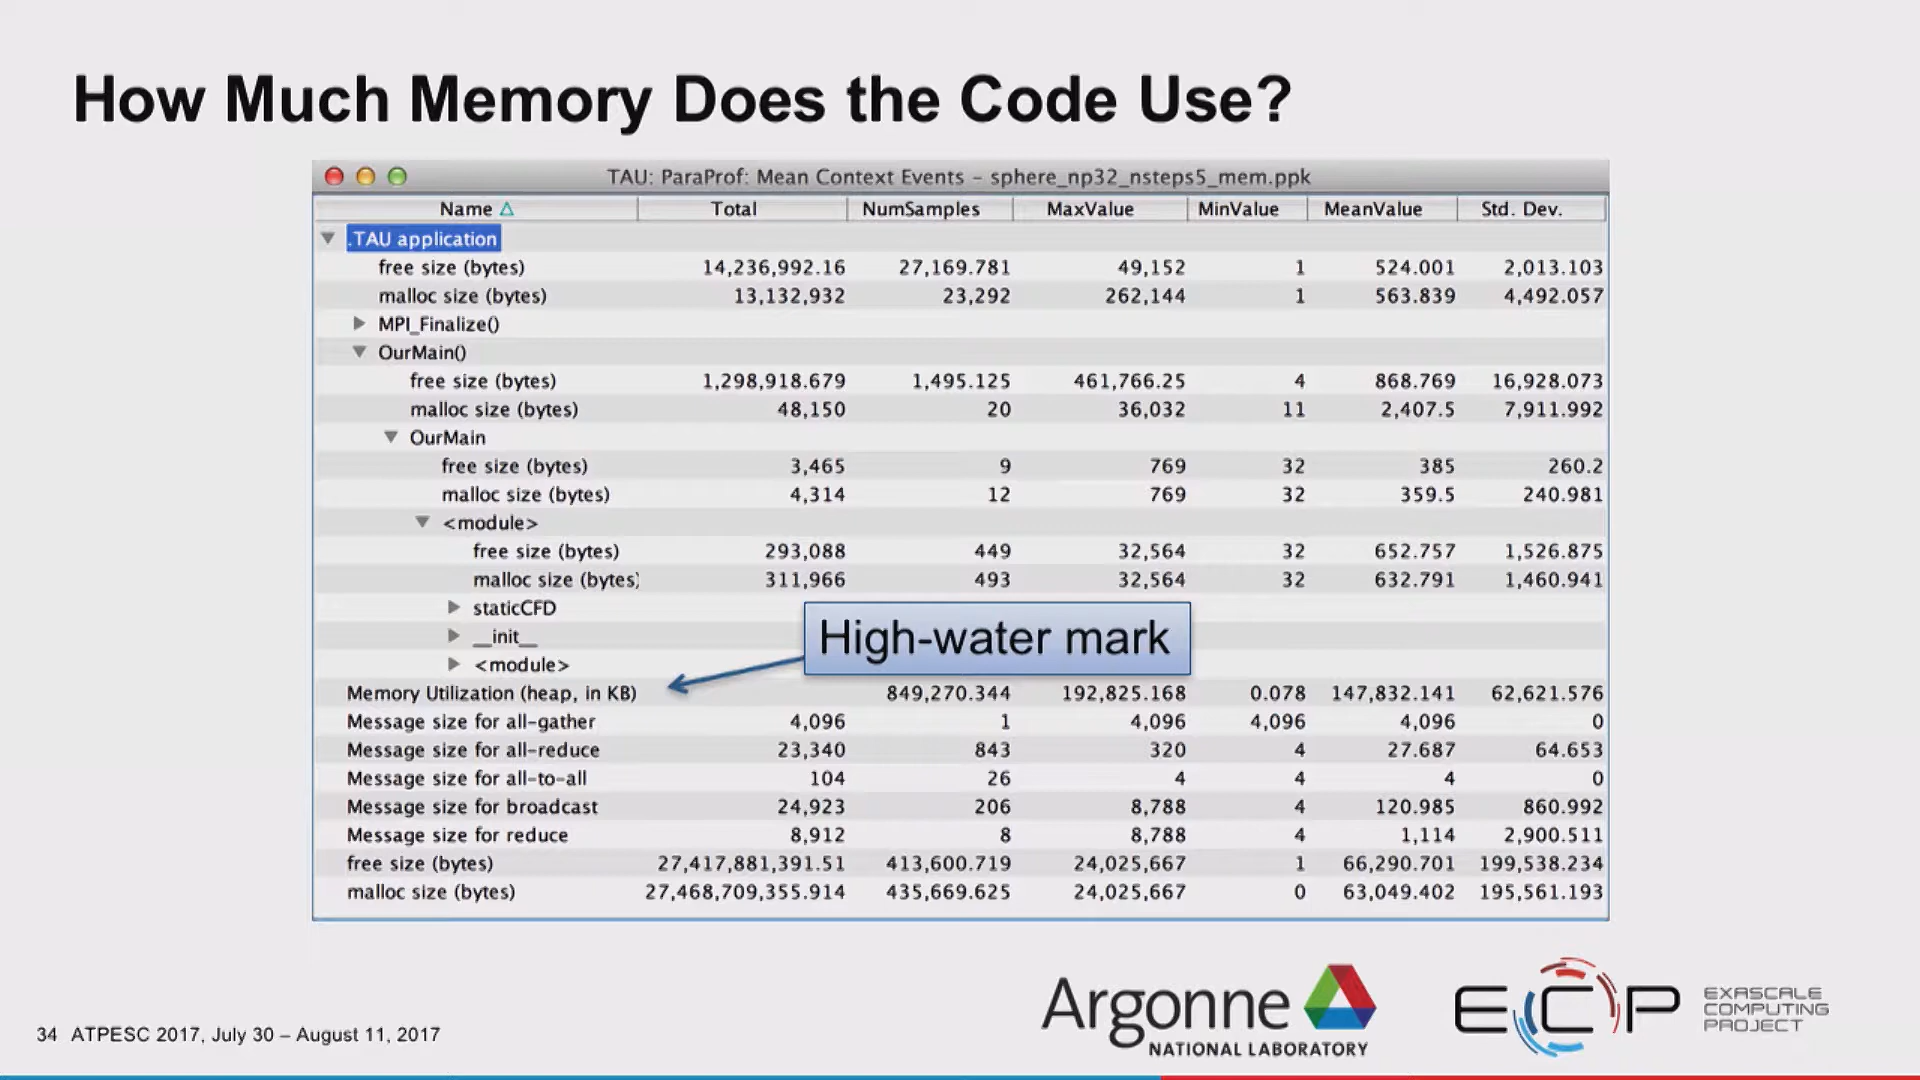 How Much Memory Does the Code Use?
TAU: ParaProf: Mean Context Events – sphere_np32_nsteps5_mem.ppk
Name Total NumSamples MaxValue MinValue MeanValue Std. Dev.
.TAU application
free size (bytes) 14,236,992.16 27,169.781 49,152 1 524.001 2,013.103
malloc size (bytes) 13,132,932 23,292 262,144 1 563.839 4,492.057
MPI_Finalize()
OurMain()
free size (bytes) 1,298,918.679 1,495.125 461,766.25 4 868.769 16,928.073
malloc size (bytes) 48,150 20 36,032 11 2,407.5 7,911.992
OurMain
free size (bytes) 3,465 9 769 32 385 260.2
malloc size (bytes) 4,314 12 769 32 359.5 240.981
<module>
free size (bytes) 293,088 449 32,564 32 652.757 1,526.875
malloc size (bytes) 311,966 493 32,564 32 632.791 1,460.941
staticCFD
__init__
<module>
High-water mark
Memory Utilization (heap, in KB) 849,270.344 192,825.168 0.078 147,832.141 62,621.576
Message size for all-gather 4,096 1 4,096 4,096 4,096 0
Message size for all-reduce 23,340 843 320 4 27.687 64.653
Message size for all-to-all 104 26 4 4 4 0
Message size for broadcast 24,923 206 8,788 4 120.985 860.992
Message size for reduce 8,912 8 8,788 4 1,114 2,900.511
free size (bytes) 27,417,881,391.51 413,600.719 24,025,667 1 66,290.701 199,538.234
malloc size (bytes) 27,468,709,355.914 435,669.625 24,025,667 0 63,049.402 195,561.193
34 ATPESC 2017, July 30 – August 11, 2017
Argonne
NATIONAL LABORATORY
ECP
EXASCALE
COMPUTING
PROJECT